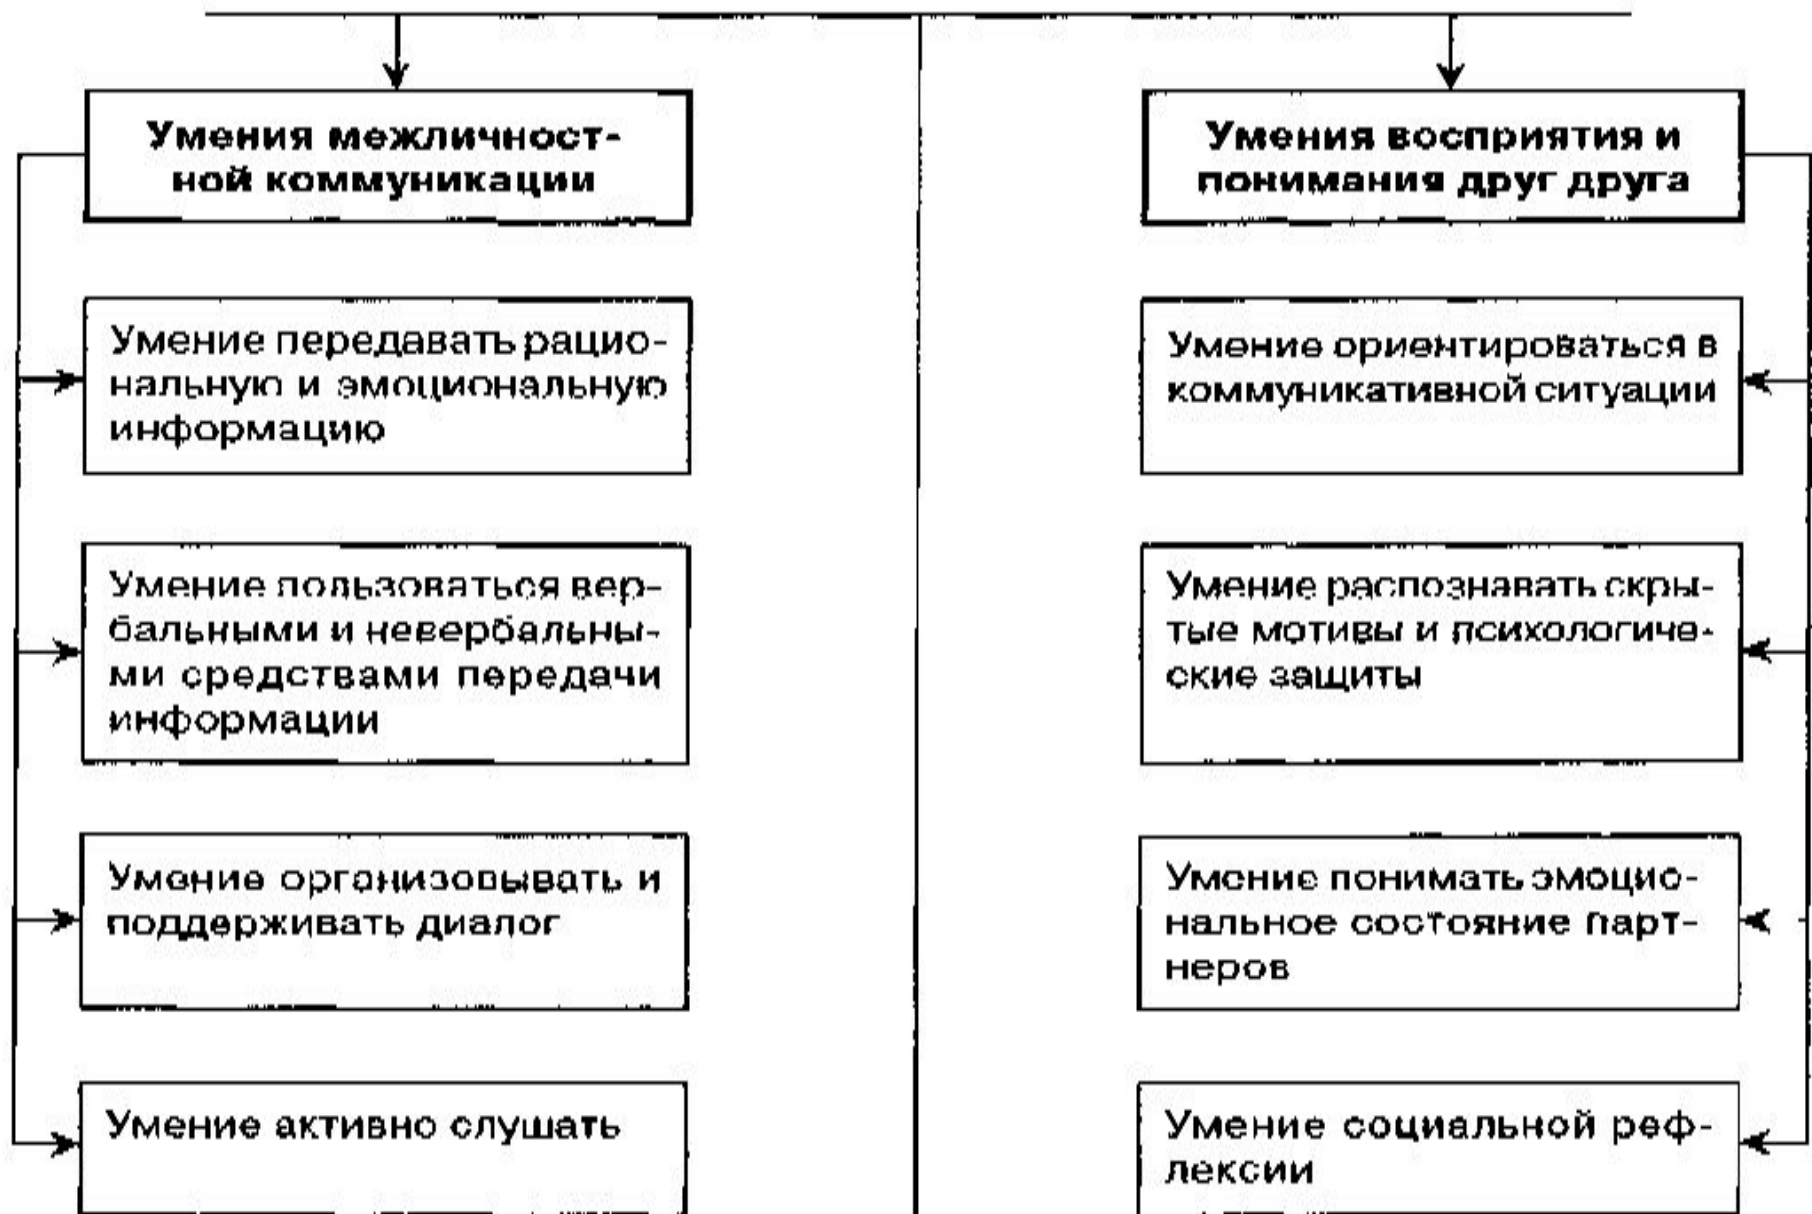 Умения межличност-
ной коммуникации
Умение передавать рацио-
нальную и эмоциональную
информацию
Умение пользоваться вер-
бальными и невербальны-
ми средствами передачи
информации
Умение организовывать и
поддерживать диалог
Умение активно слушать
Умения восприятия и
понимания друг друга
Умение ориентироваться в
коммуникативной ситуации
Умение распознавать скры-
тые мотивы и психологиче-
ские защиты
Умение понимать эмоцио-
нальное состояние парт-
неров
Умение социальной реф-
лексии